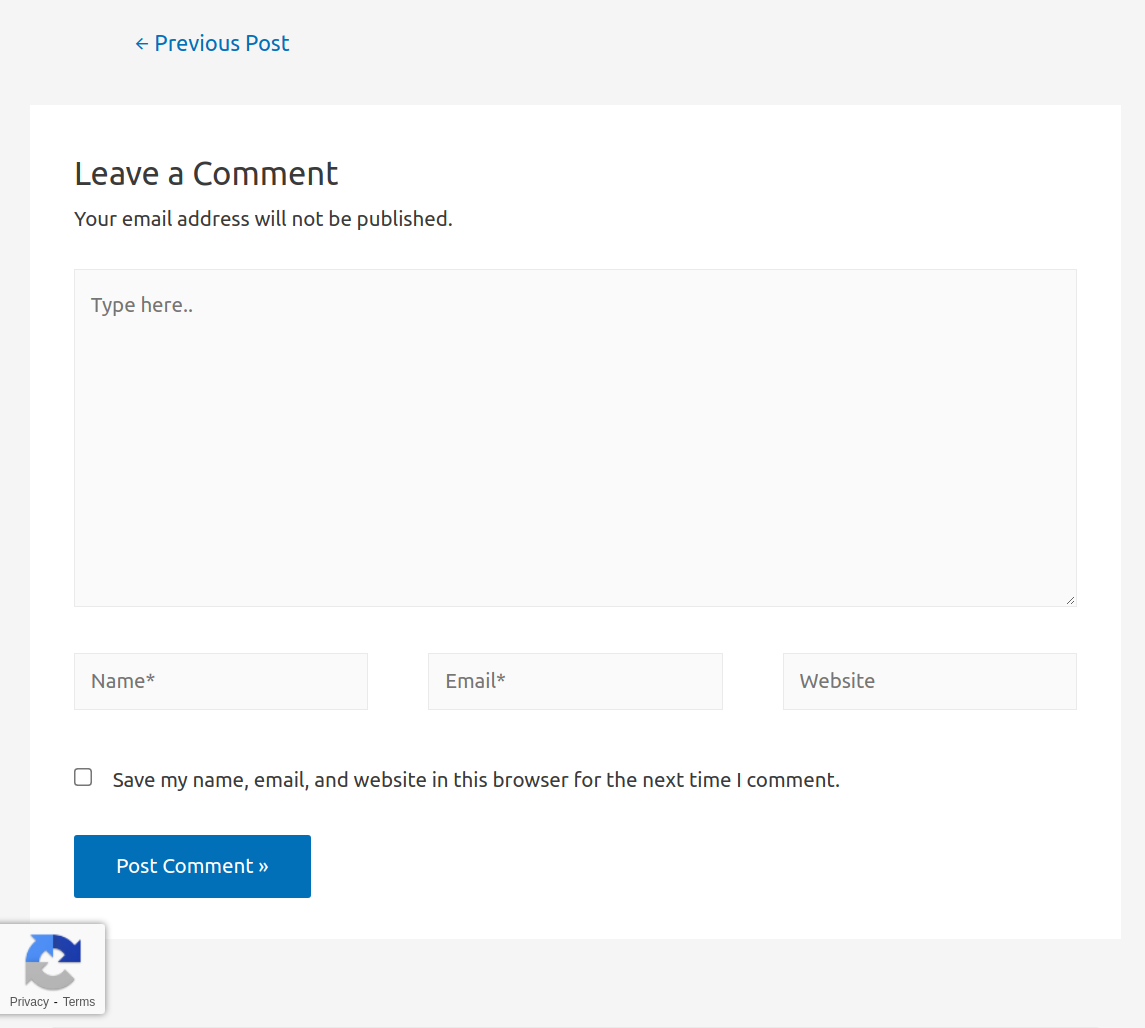 ← Previous Post
Leave a Comment
Your email address will not be published.
Type here..
Name*
Email*
Website
Save my name, email, and website in this browser for the next time I comment.
Post Comment »
Privacy - Terms